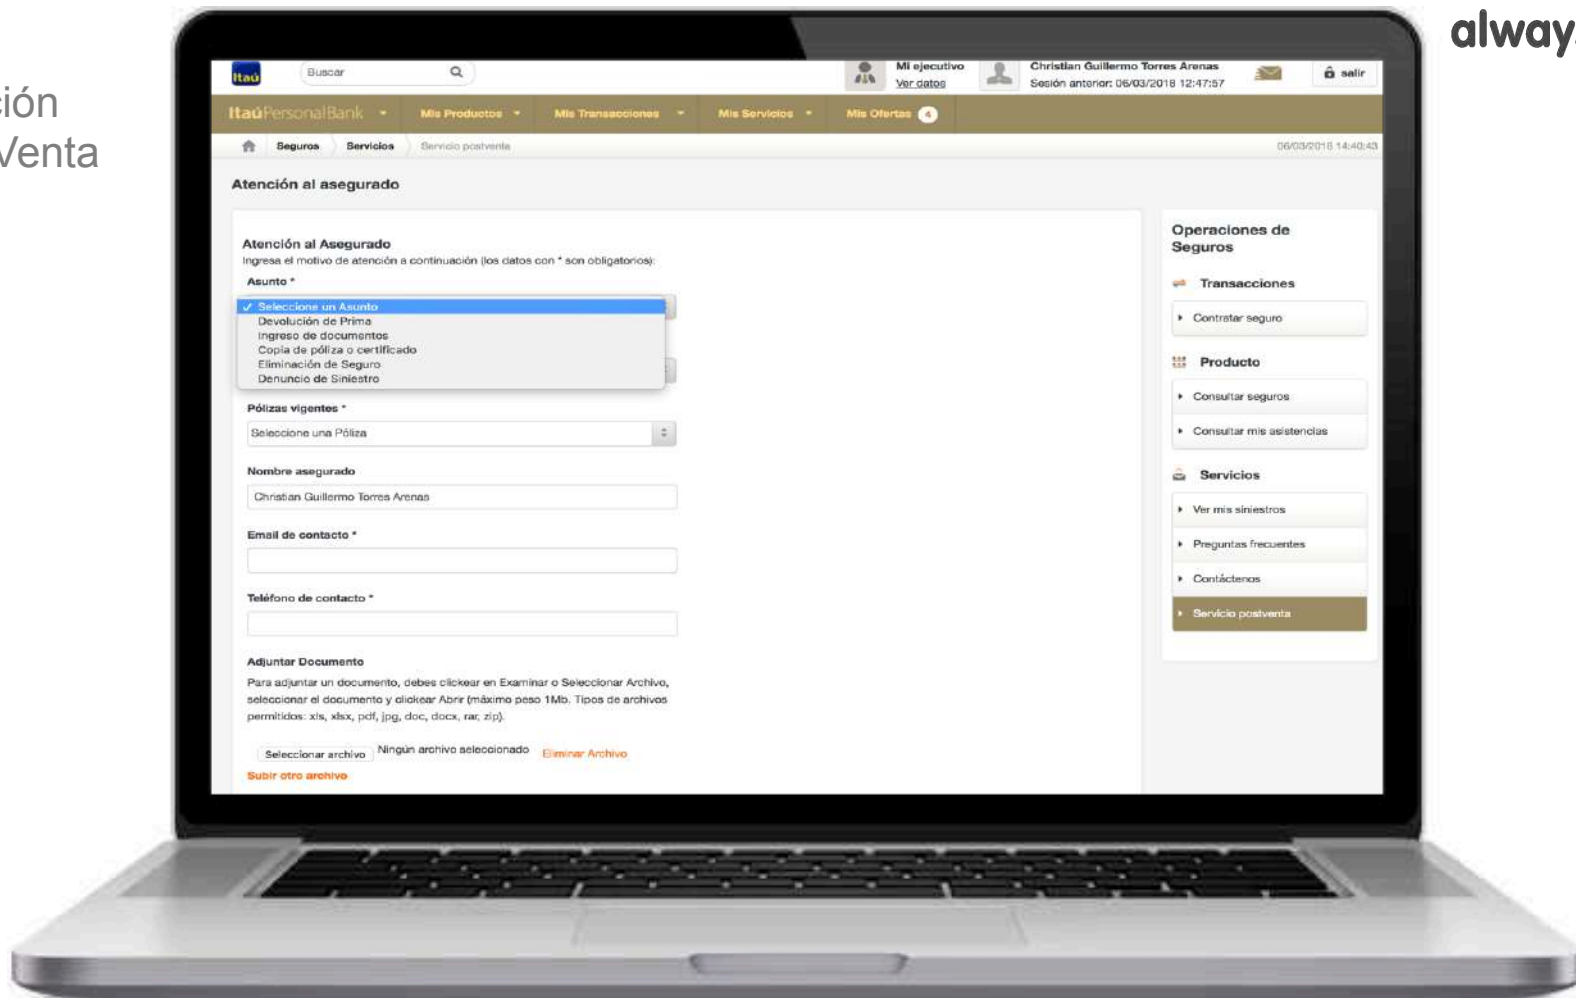 ción
Venta
alway
Itaú
Buscar
Mi ejecutivo
Ver datos
Christian Guillermo Torres Arenas
Sesión anterior: 06/03/2018 12:47:57
salir
Itaú PersonalBank
Mis Productos
Mis Transacciones
Mis Servicios
Mis Ofertas 4
Seguros
Servicios
Servicio postventa
06/03/2018 14:40:43
Atención al asegurado
Atención al Asegurado
Ingresa el motivo de atención a continuación (los datos con * son obligatorios):
Asunto *
✓ Seleccione un Asunto
Devolución de Prima
Ingreso de documentos
Copia de póliza o certificado
Eliminación de Seguro
Denuncio de Siniestro
Pólizas vigentes *
Seleccione una Póliza
Nombre asegurado
Christian Guillermo Torres Arenas
Email de contacto *
Teléfono de contacto *
Adjuntar Documento
Para adjuntar un documento, debes clickear en Examinar o Seleccionar Archivo,
seleccionar el documento y clickear Abrir (máximo peso 1Mb. Tipos de archivos
permitidos: xls, xlsx, pdf, jpg, doc, docx, rar, zip).
Seleccionar archivo Ningún archivo seleccionado Eliminar Archivo
Subir otro archivo
Operaciones de
Seguros
Transacciones
Contratar seguro
Producto
Consultar seguros
Consultar mis asistencias
Servicios
Ver mis siniestros
Preguntas frecuentes
Contáctenos
Servicio postventa